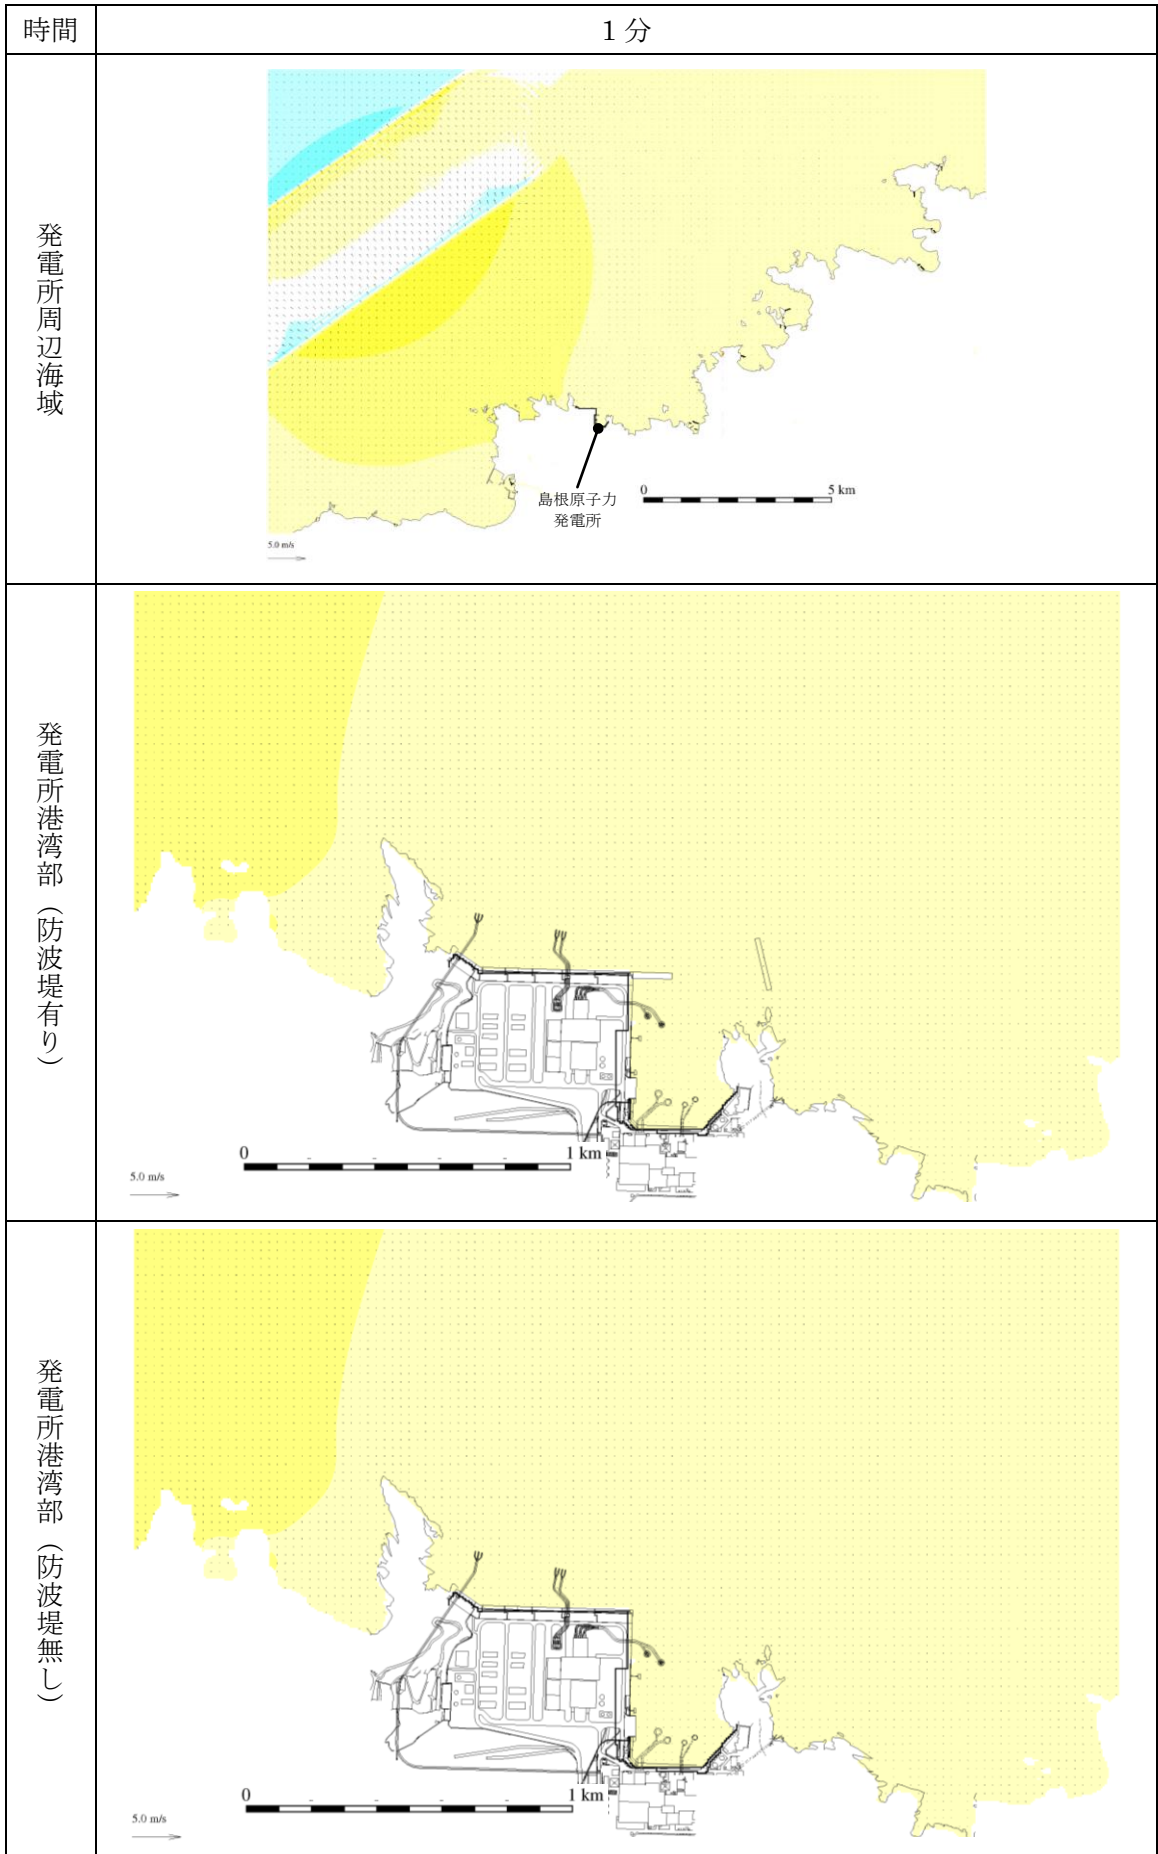 時間
１分
発電所周辺海域
島根原子力
発電所
0 5 km
5.0 m/s
発電所港湾部（防波堤有り）
0 1 km
5.0 m/s
発電所港湾部（防波堤無し）
0 1 km
5.0 m/s